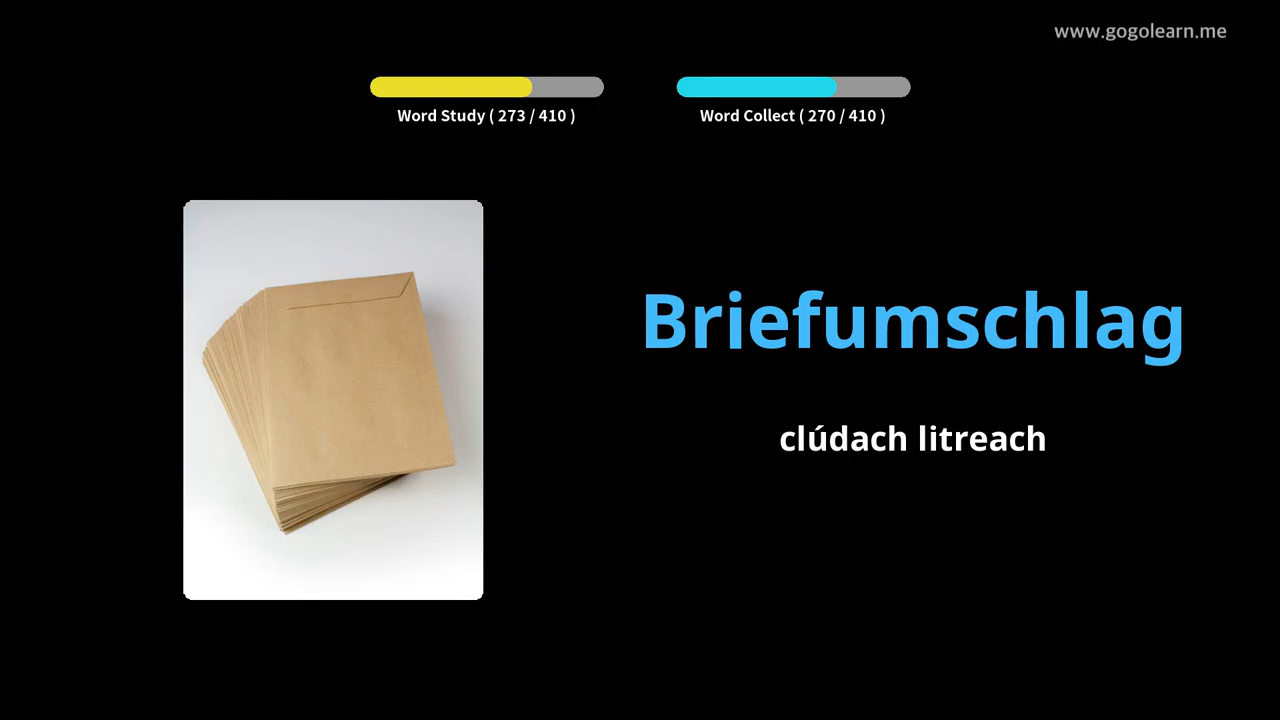 www.gogolearn.me
Word Study ( 273 / 410 )
Word Collect ( 270 / 410 )
Briefumschlag
clúdach litreach